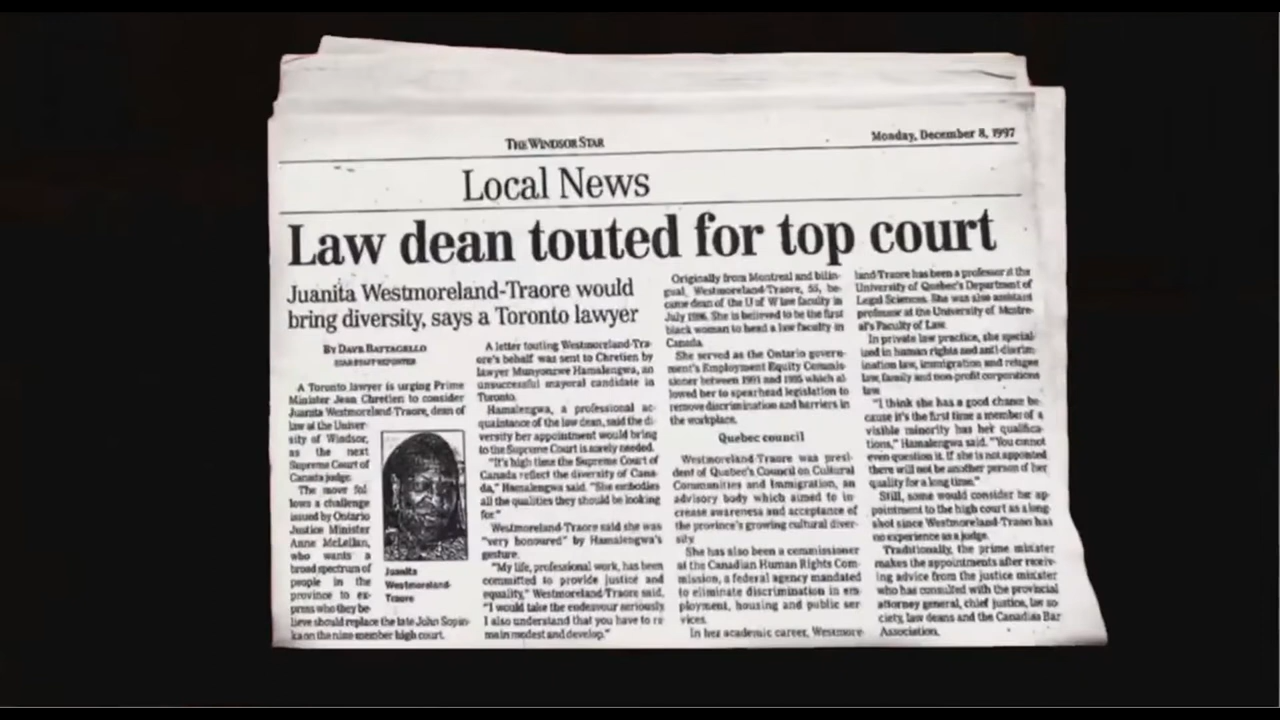 THE WINDSOR STAR
Monday, December 8, 1997
Local News
Law dean touted for top court
Juanita Westmoreland-Traore would
bring diversity, says a Toronto lawyer
BY DAVE BATTAGELLO
STAR STAFF REPORTER
A Toronto lawyer is urging Prime
Minister Jean Chretien to consider
Juanita Westmoreland-Traore, dean of
law at the Univer-
sity of Windsor,
as the next
Supreme Court of
Canada judge.
The move fol
lows a challenge
issued by Ontario
Justice Minister
Anne McLellan,
who wants a
broad spectrum of
people in the
province to ex-
press who they be
lieve should replace the late John Sopin-
ka on the nine member high court.
Juanita
Westmoreland-
Traore
A letter touting Westmoreland-Tra-
ore's behalf was sent to Chretien by
lawyer Munyonzwe Hamalengwa, an
unsuccessful mayoral candidate in
Toronto.
Hamalengwa, a professional ac-
quaintance of the law dean, said the di-
versity her appointment would bring
to the Supreme Court is sorely needed.
"It's high time the Supreme Court of
Canada reflect the diversity of Cana-
da," Hamalengwa said. "She embodies
all the qualities they should be looking
for."
Westmoreland-Traore said she was
"very honoured" by Hamalengwa's
gesture.
"My life, professional work, has been
committed to provide justice and
equality," Westmoreland-Traore said.
"I would take the endeavour seriously.
I also understand that you have to re
main modest and develop."
Originally from Montreal and bilin-
gual, Westmoreland-Traore, 55, be-
came dean of the U of W law faculty in
July 1996. She is believed to be the first
black woman to head a law faculty in
Canada.
She served as the Ontario govern-
ment's Employment Equity Commis-
sioner between 1991 and 1995 which al-
lowed her to spearhead legislation to
remove discrimination and barriers in
the workplace.
Quebec council
Westmoreland-Traore was presi-
dent of Quebec's Council on Cultural
Communities and Immigration, an
advisory body which aimed to in-
crease awareness and acceptance of
the province's growing cultural diver-
sity.
She has also been a commissioner
at the Canadian Human Rights Com-
mission, a federal agency mandated
to eliminate discrimination in em-
ployment, housing and public ser
vices.
In her academic career, Westmore-
land-Traore has been a professor at the
University of Quebec's Department of
Legal Sciences. She was also assistant
professor at the University of Montre-
al's Faculty of Law.
In private law practice, she special-
ized in human rights and anti-discrim-
ination law, immigration and refugee
law, family and non-profit corporations
law.
"I think she has a good chance be-
cause it's the first time a member of a
visible minority has her qualifica-
tions," Hamalengwa said. "You cannot
even question it. If she is not appointed
there will not be another person of her
quality for a long time."
Still, some would consider her ap-
pointment to the high court as a long-
shot since Westmoreland-Traore has
no experience as a judge.
Traditionally, the prime minister
makes the appointments after receiv-
ing advice from the justice minister
who has consulted with the provincial
attorney general, chief justice, law so-
ciety, law deans and the Canadian Bar
Association.